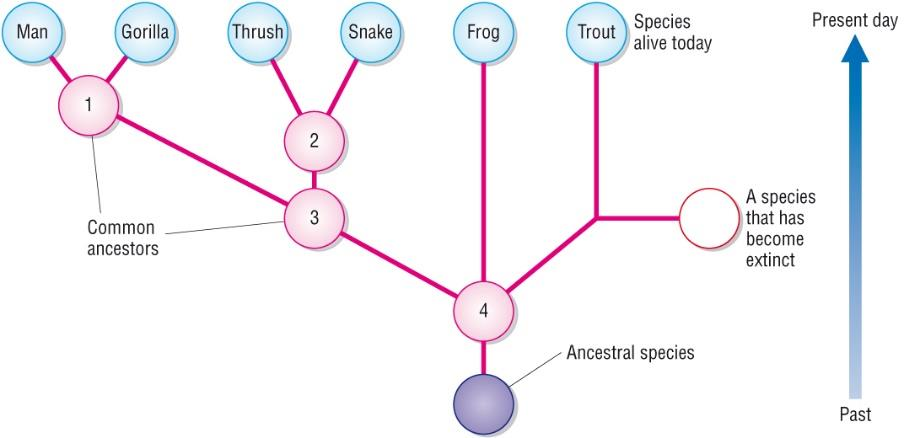 Man
Gorilla
Thrush
Snake
Frog
Trout
Species
alive today
Present day
1
2
3
Common
ancestors
A species
that has
become
extinct
4
Ancestral species
Past